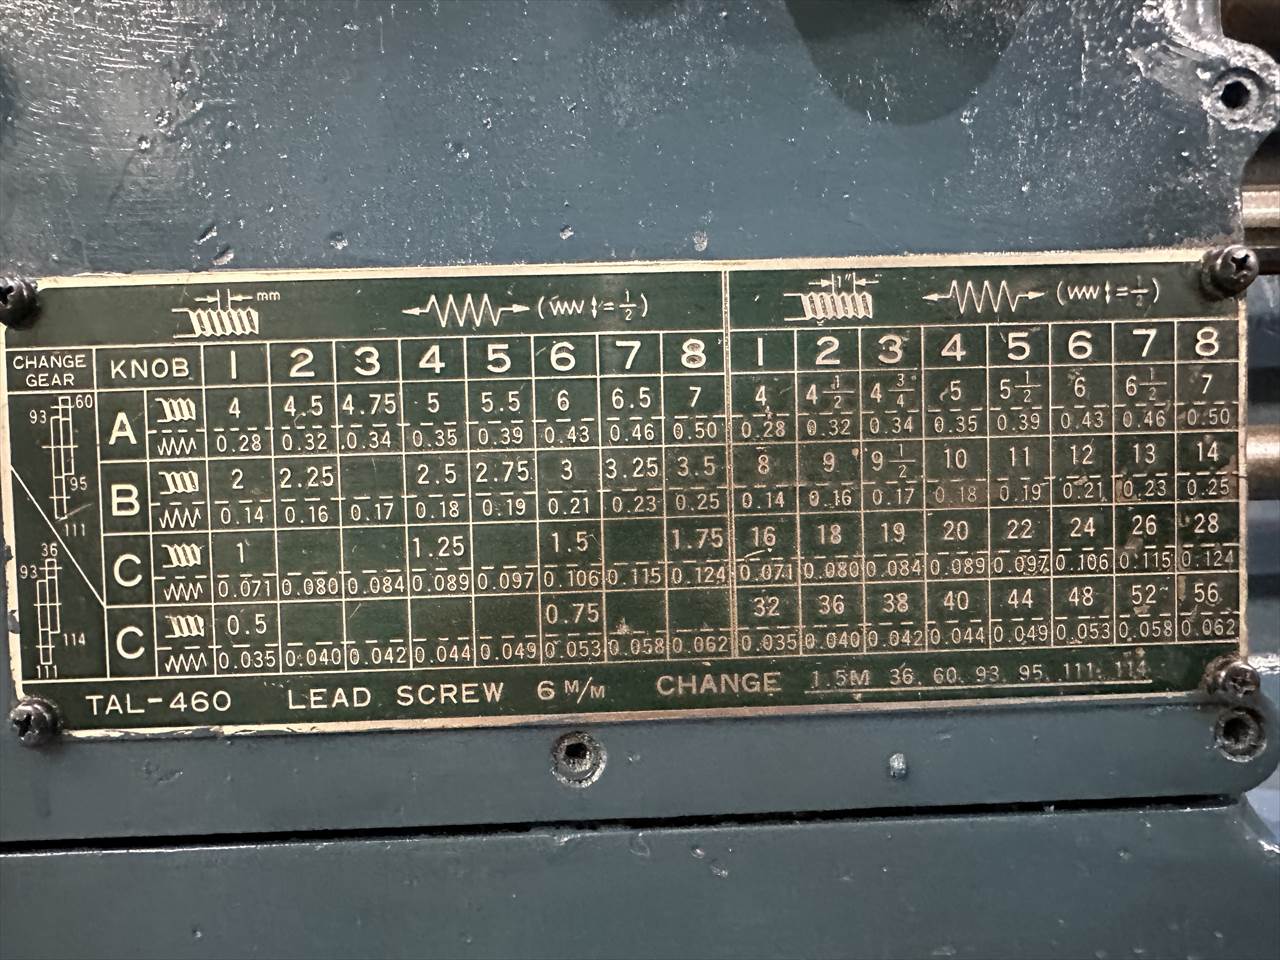 mm (=1/2) 1" (=1/2)
CHANGE GEAR KNOB 1 2 3 4 5 6 7 8 1 2 3 4 5 6 7 8
60 93 A 4 4.5 4.75 5 5.5 6 6.5 7 4 4 1/2 4 3/4 5 5 1/2 6 6 1/2 7
0.28 0.32 0.34 0.35 0.39 0.43 0.46 0.50 0.28 0.32 0.34 0.35 0.39 0.43 0.46 0.50
95 B 2 2.25 2.5 2.75 3 3.25 3.5 8 9 9 1/2 10 11 12 13 14
111 0.14 0.16 0.17 0.18 0.19 0.21 0.23 0.25 0.14 0.16 0.17 0.18 0.19 0.21 0.23 0.25
36 C 1 1.25 1.5 1.75 16 18 19 20 22 24 26 28
93 0.071 0.080 0.084 0.089 0.097 0.106 0.115 0.124 0.071 0.080 0.084 0.089 0.097 0.106 0.115 0.124
114 C 0.5 0.75 32 36 38 40 44 48 52 56
111 0.035 0.040 0.042 0.044 0.049 0.053 0.058 0.062 0.035 0.040 0.042 0.044 0.049 0.053 0.058 0.062
TAL-460 LEAD SCREW 6 M/M CHANGE 1.5M 36. 60. 93. 95. 111. 114